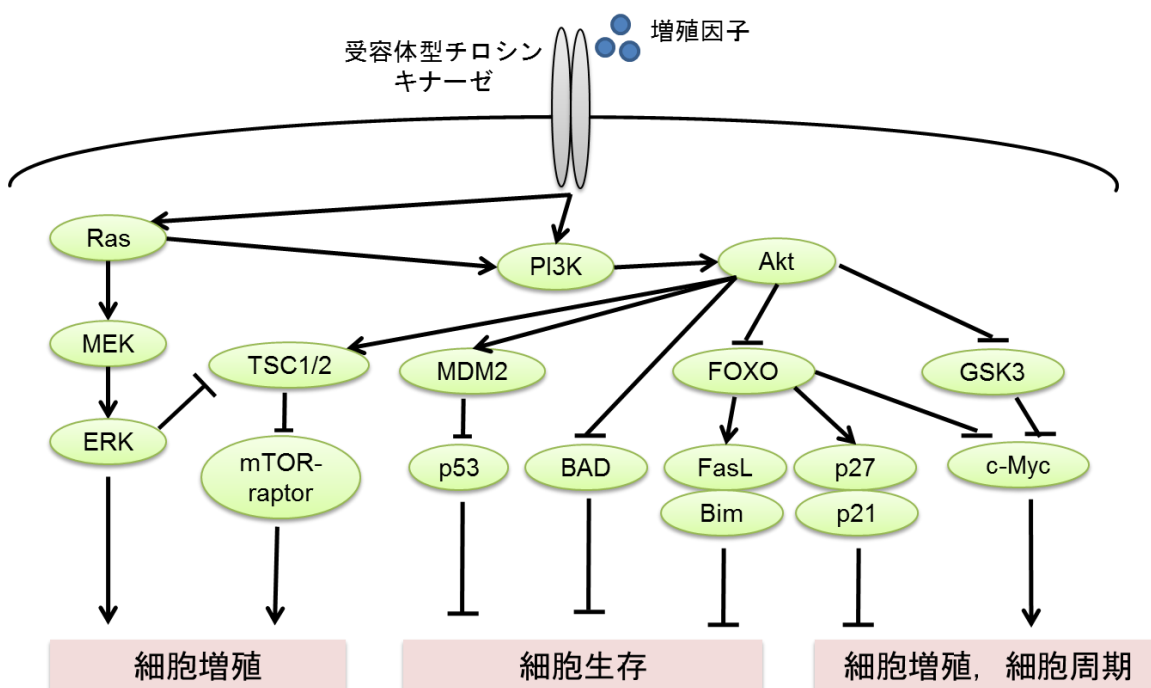 増殖因子
受容体型チロシン
キナーゼ
Ras
PI3K
Akt
MEK
TSC1/2
MDM2
FOXO
GSK3
ERK
mTOR-
raptor
p53
BAD
FasL
p27
c-Myc
Bim
p21
細胞増殖
細胞生存
細胞増殖，細胞周期